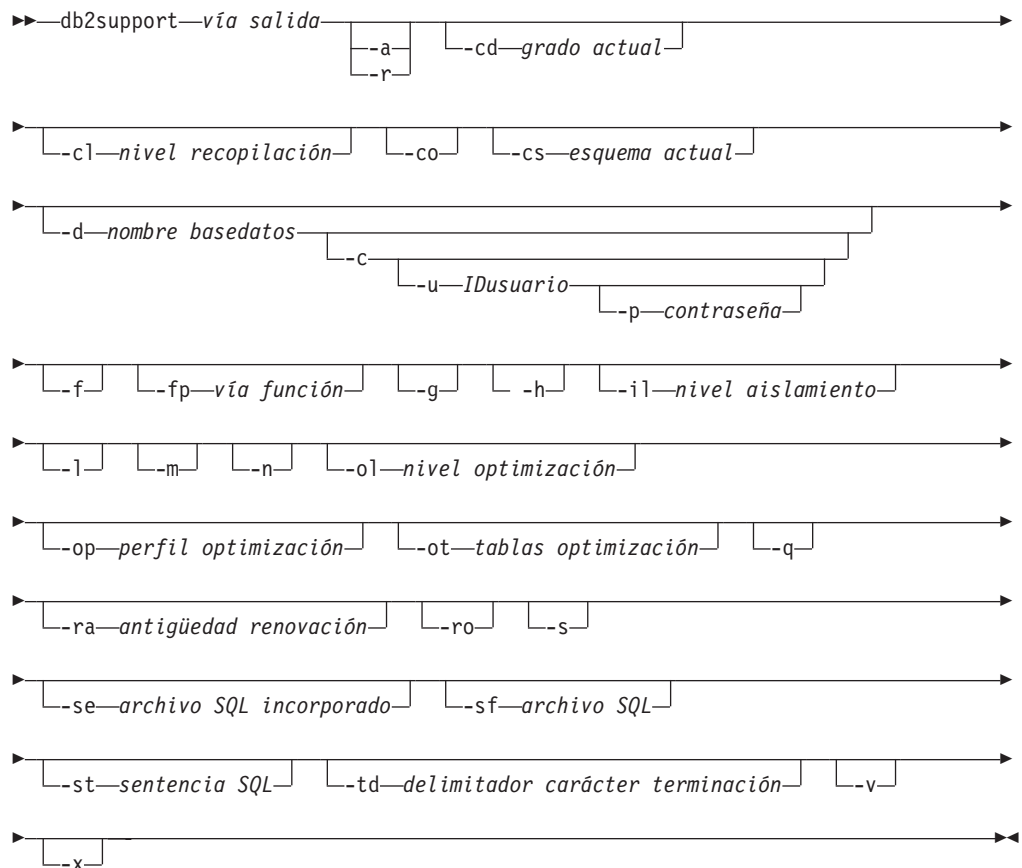 db2support vía salida -a -cd grado actual
-r
-cl nivel recopilación -co -cs esquema actual
-d nombre basedatos
-c
-u IDusuario
-p contraseña
-f -fp vía función -g -h -il nivel aislamiento
-l -m -n -ol nivel optimización
-op perfil optimización -ot tablas optimización -q
-ra antigüedad renovación -ro -s
-se archivo SQL incorporado -sf archivo SQL
-st sentencia SQL -td delimitador carácter terminación -v
-x